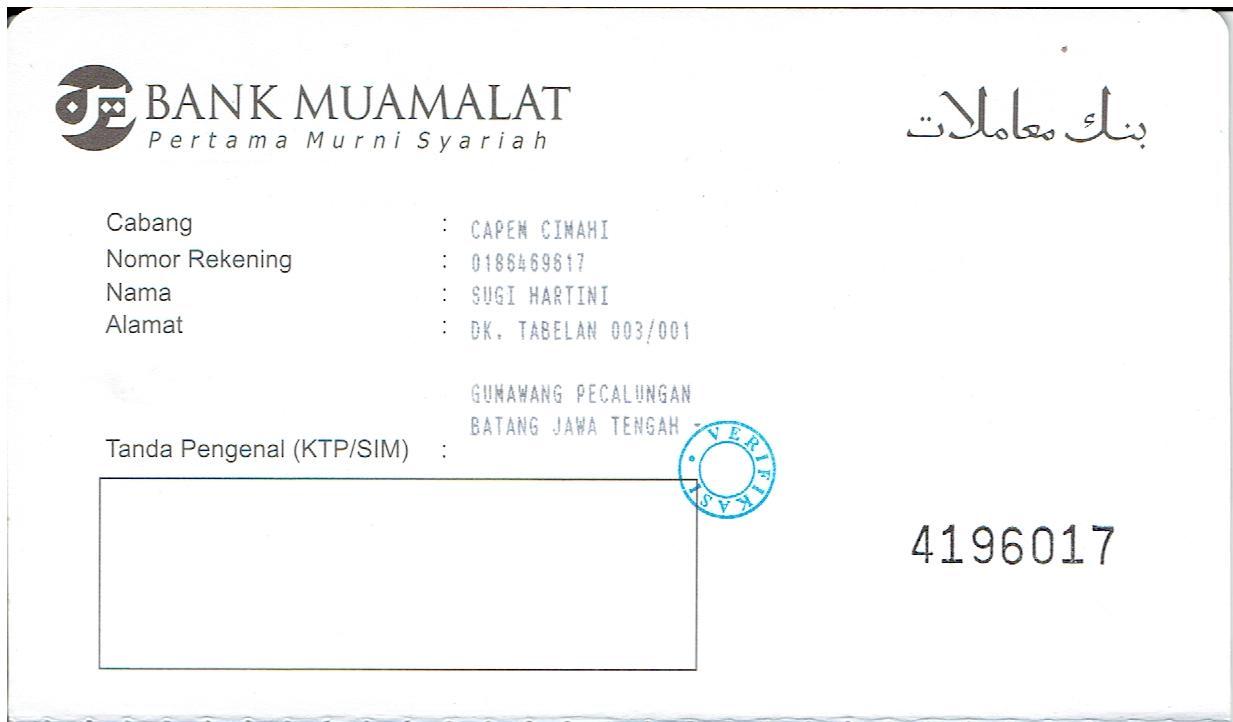 BANK MUAMALAT
Pertama Murni Syariah
بنك معاملات
Cabang : CAPEM CIMAHI
Nomor Rekening : 0186469617
Nama : SUGI HARTINI
Alamat : DK. TABELAN 003/001
GUMAWANG PECALUNGAN
BATANG JAWA TENGAH -
Tanda Pengenal (KTP/SIM) :
VERIFIKASI
4196017